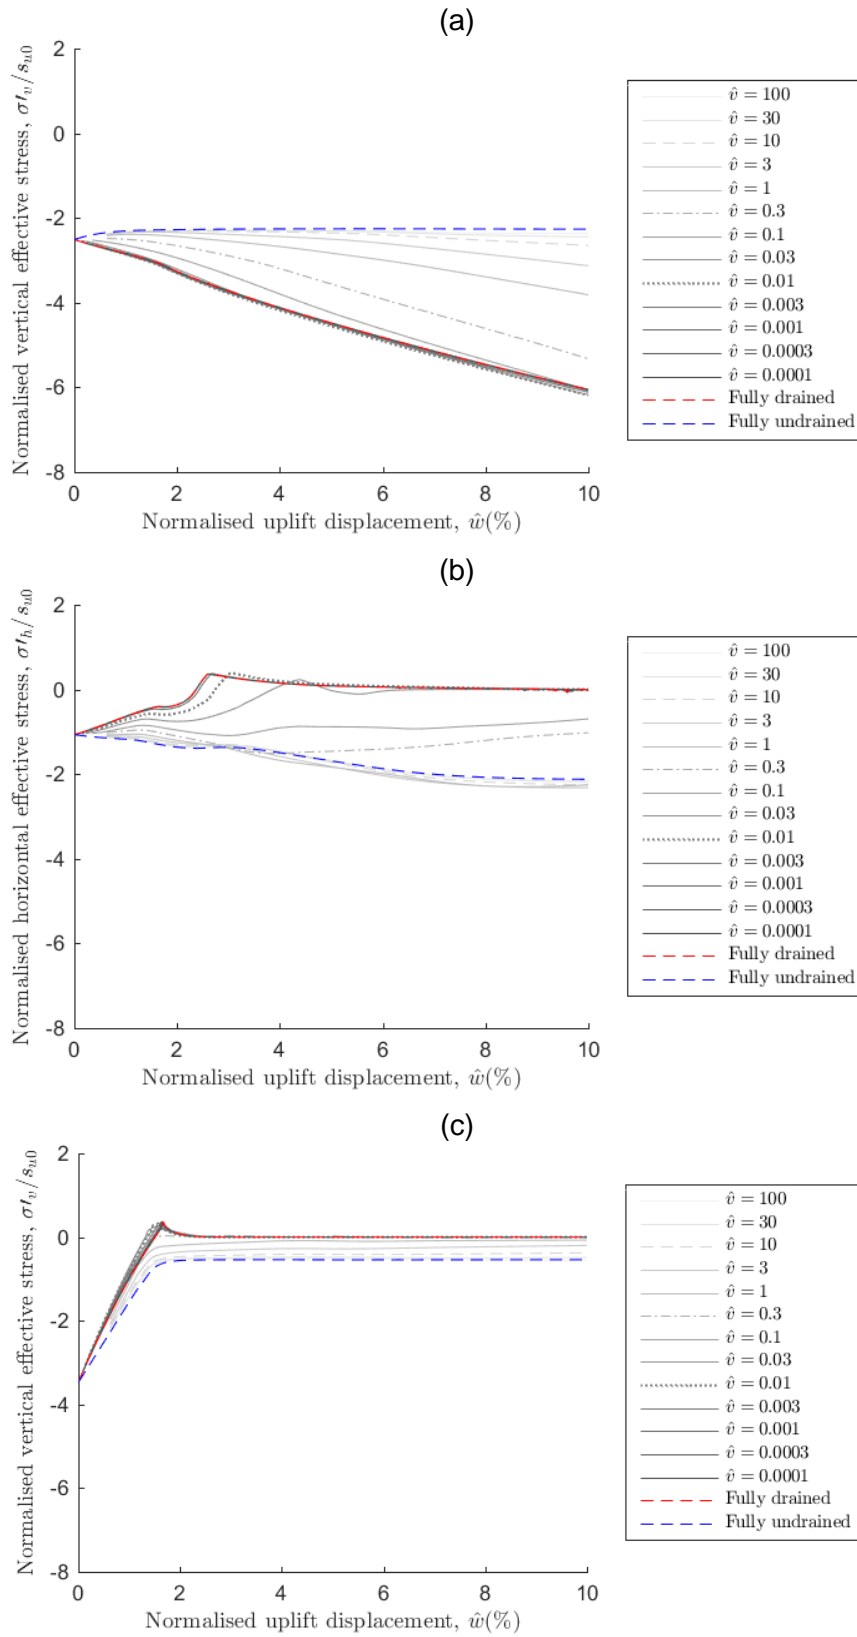 (a)
Normalised vertical effective stress, σ′ᵥ/sᵤ₀
2
0
-2
-4
-6
-8
0 2 4 6 8 10
Normalised uplift displacement, ŵ(%)
v̂ = 100
v̂ = 30
v̂ = 10
v̂ = 3
v̂ = 1
v̂ = 0.3
v̂ = 0.1
v̂ = 0.03
v̂ = 0.01
v̂ = 0.003
v̂ = 0.001
v̂ = 0.0003
v̂ = 0.0001
Fully drained
Fully undrained
(b)
Normalised horizontal effective stress, σ′ₕ/sᵤ₀
2
0
-2
-4
-6
-8
0 2 4 6 8 10
Normalised uplift displacement, ŵ(%)
v̂ = 100
v̂ = 30
v̂ = 10
v̂ = 3
v̂ = 1
v̂ = 0.3
v̂ = 0.1
v̂ = 0.03
v̂ = 0.01
v̂ = 0.003
v̂ = 0.001
v̂ = 0.0003
v̂ = 0.0001
Fully drained
Fully undrained
(c)
Normalised vertical effective stress, σ′ᵥ/sᵤ₀
2
0
-2
-4
-6
-8
0 2 4 6 8 10
Normalised uplift displacement, ŵ(%)
v̂ = 100
v̂ = 30
v̂ = 10
v̂ = 3
v̂ = 1
v̂ = 0.3
v̂ = 0.1
v̂ = 0.03
v̂ = 0.01
v̂ = 0.003
v̂ = 0.001
v̂ = 0.0003
v̂ = 0.0001
Fully drained
Fully undrained